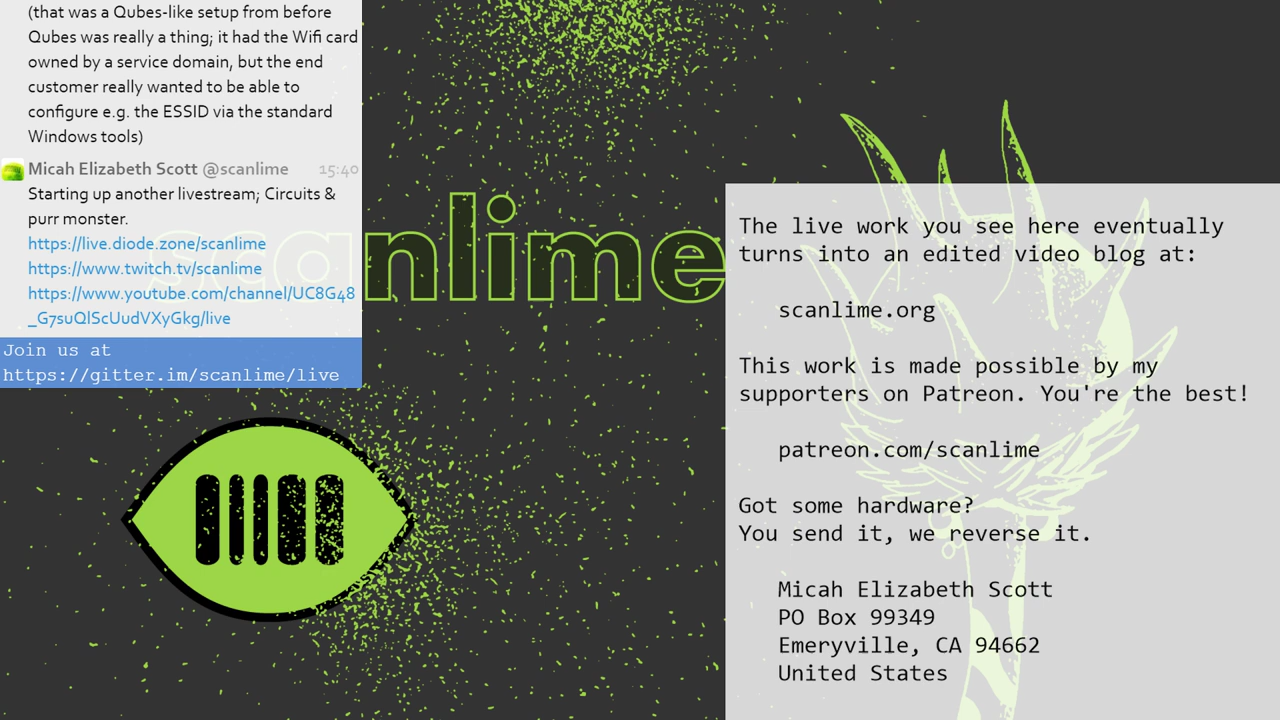 (that was a Qubes-like setup from before
Qubes was really a thing; it had the Wifi card
owned by a service domain, but the end
customer really wanted to be able to
configure e.g. the ESSID via the standard
Windows tools)
Micah Elizabeth Scott @scanlime 15:40
Starting up another livestream; Circuits &
purr monster.
https://live.diode.zone/scanlime
https://www.twitch.tv/scanlime
https://www.youtube.com/channel/UC8G48
_G7suQlScUudVXyGkg/live
Join us at
https://gitter.im/scanlime/live
scanlime
The live work you see here eventually
turns into an edited video blog at:
scanlime.org
This work is made possible by my
supporters on Patreon. You're the best!
patreon.com/scanlime
Got some hardware?
You send it, we reverse it.
Micah Elizabeth Scott
PO Box 99349
Emeryville, CA 94662
United States